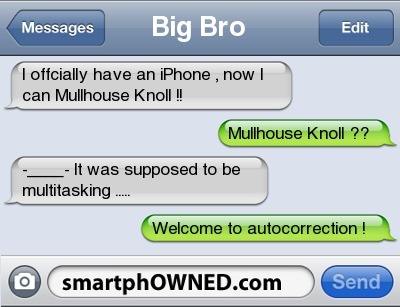 Messages
Big Bro
Edit
I offcially have an iPhone , now I
can Mullhouse Knoll !!
Mullhouse Knoll ??
-____- It was supposed to be
multitasking .....
Welcome to autocorrection !
smartphOWNED.com
Send